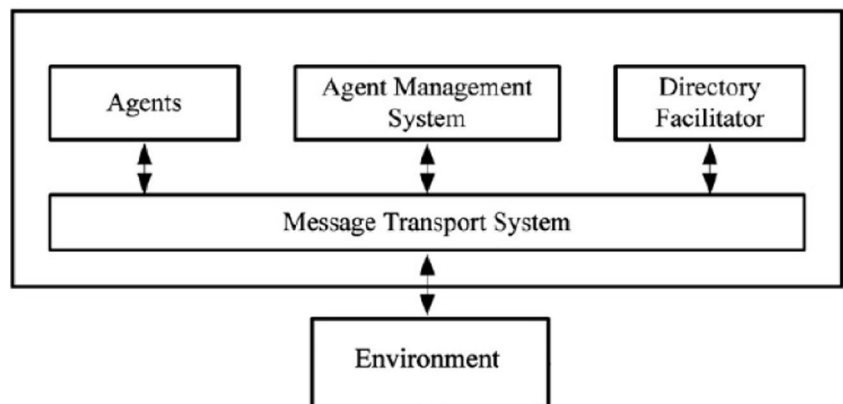 Agents
Agent Management
System
Directory
Facilitator
Message Transport System
Environment